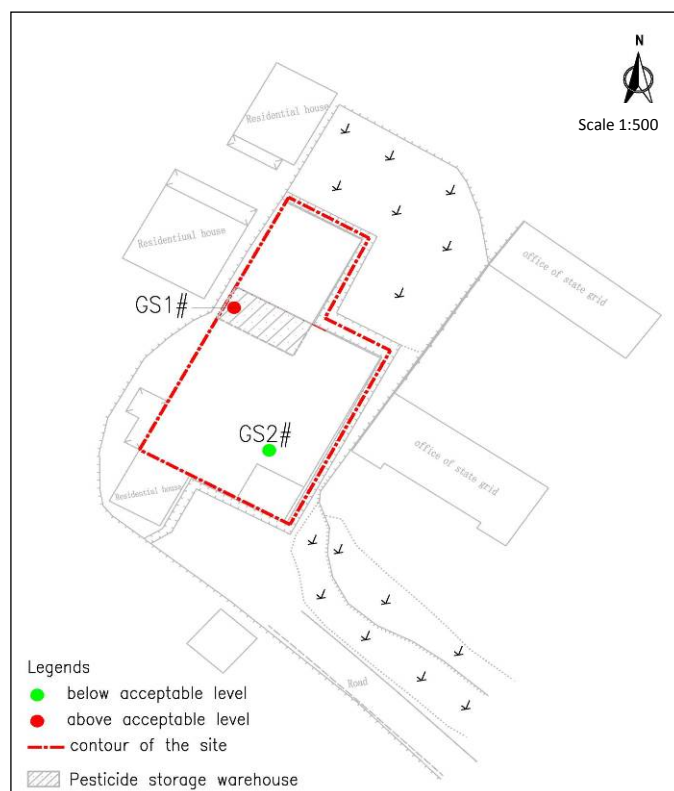 N
Scale 1:500
Residential house
Residentiual house
office of state grid
GS1#
GS2#
office of state grid
Residential house
Road
Legends
below acceptable level
above acceptable level
contour of the site
Pesticide storage warehouse